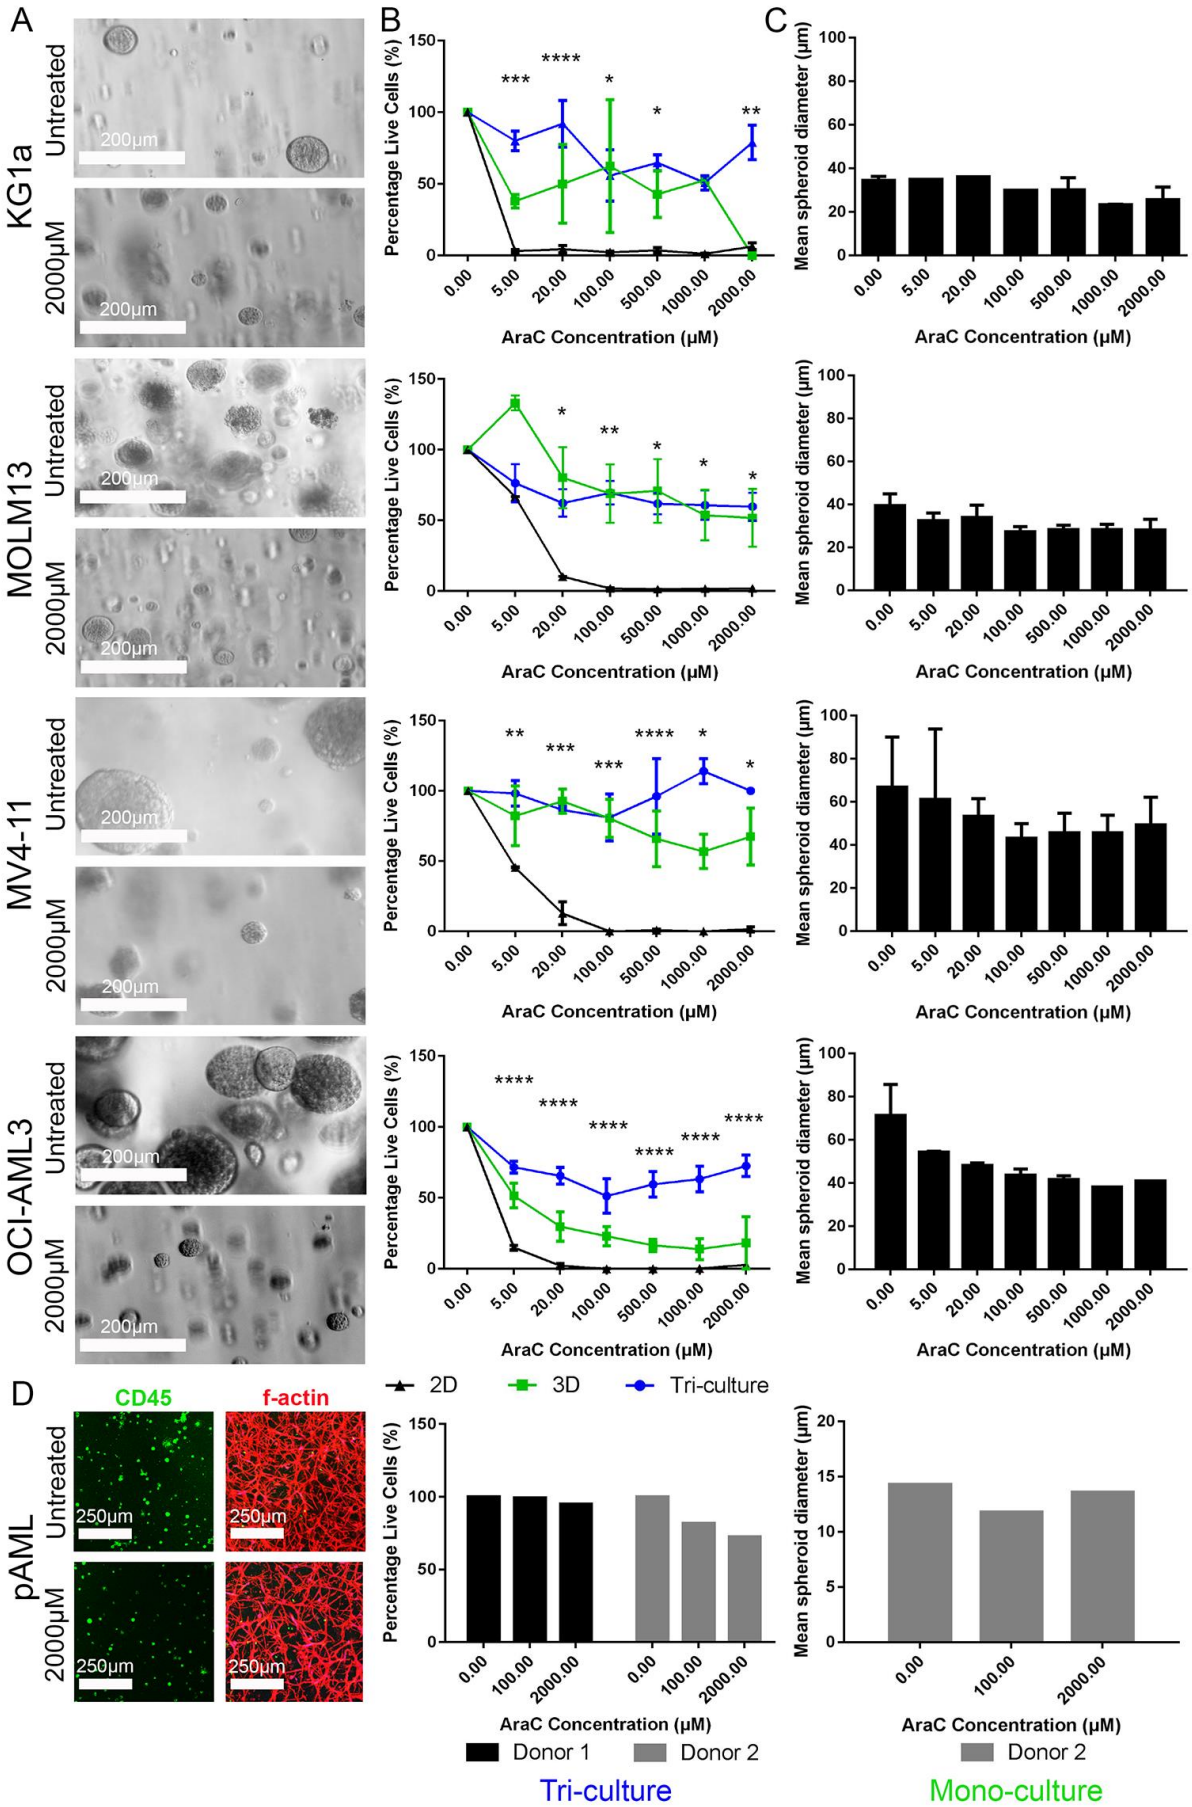 A
B
C
KG1a
Untreated
200µm
2000µM
200µm
Percentage Live Cells (%)
150
100
50
0
***
****
*
*
**
0.00
5.00
20.00
100.00
500.00
1000.00
2000.00
AraC Concentration (µM)
Mean spheroid diameter (µm)
100
80
60
40
20
0
0.00
5.00
20.00
100.00
500.00
1000.00
2000.00
AraC Concentration (µM)
MOLM13
Untreated
200µm
2000µM
200µm
Percentage Live Cells (%)
150
100
50
0
*
**
*
*
*
0.00
5.00
20.00
100.00
500.00
1000.00
2000.00
AraC Concentration (µM)
Mean spheroid diameter (µm)
100
80
60
40
20
0
0.00
5.00
20.00
100.00
500.00
1000.00
2000.00
AraC Concentration (µM)
MV4-11
Untreated
200µm
2000µM
200µm
Percentage Live Cells (%)
150
100
50
0
**
***
***
****
*
*
0.00
5.00
20.00
100.00
500.00
1000.00
2000.00
AraC Concentration (µM)
Mean spheroid diameter (µm)
100
80
60
40
20
0
0.00
5.00
20.00
100.00
500.00
1000.00
2000.00
AraC Concentration (µM)
OCI-AML3
Untreated
200µm
2000µM
200µm
Percentage Live Cells (%)
150
100
50
0
****
****
****
****
****
****
0.00
5.00
20.00
100.00
500.00
1000.00
2000.00
AraC Concentration (µM)
Mean spheroid diameter (µm)
100
80
60
40
20
0
0.00
5.00
20.00
100.00
500.00
1000.00
2000.00
AraC Concentration (µM)
2D
3D
Tri-culture
D
CD45
f-actin
pAML
Untreated
250µm
250µm
2000µM
250µm
250µm
Percentage Live Cells (%)
150
100
50
0
0.00
100.00
2000.00
0.00
100.00
2000.00
AraC Concentration (µM)
Donor 1
Donor 2
Tri-culture
Mean spheroid diameter (µm)
20
15
10
5
0
0.00
100.00
2000.00
AraC Concentration (µM)
Donor 2
Mono-culture